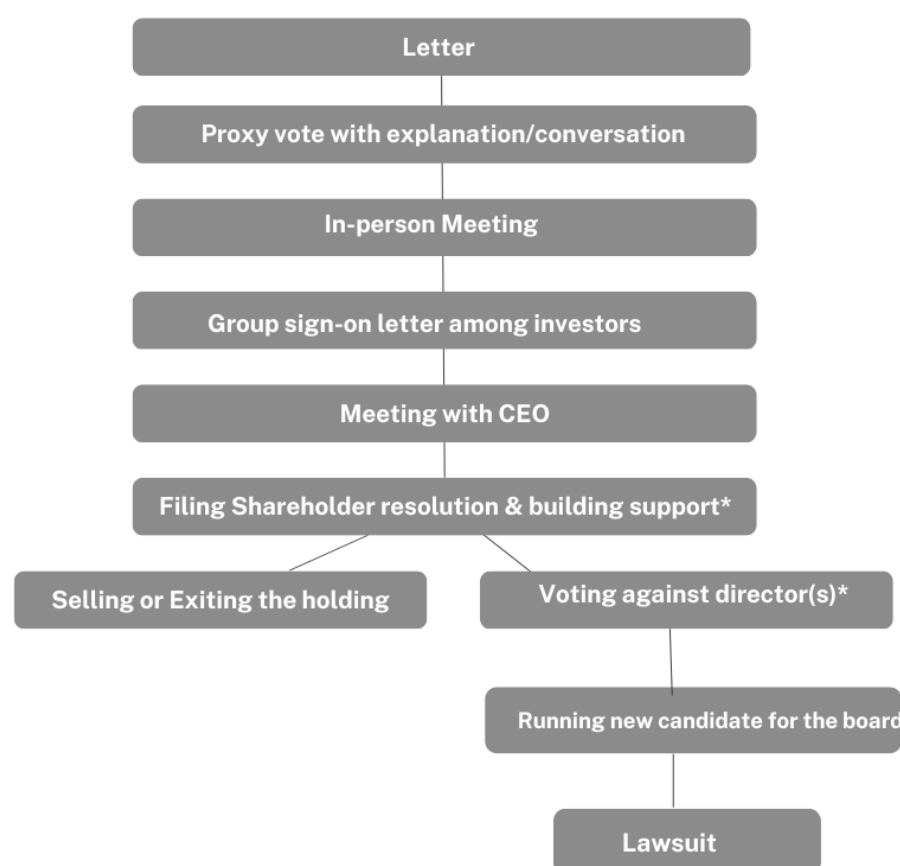 Letter
Proxy vote with explanation/conversation
In-person Meeting
Group sign-on letter among investors
Meeting with CEO
Filing Shareholder resolution & building support*
Selling or Exiting the holding
Voting against director(s)*
Running new candidate for the board
Lawsuit